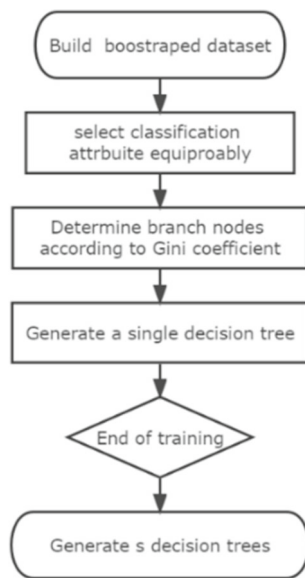 Build boostraped dataset
select classification
attrbuite equiproably
Determine branch nodes
according to Gini coefficient
Generate a single decision tree
End of training
Generate s decision trees